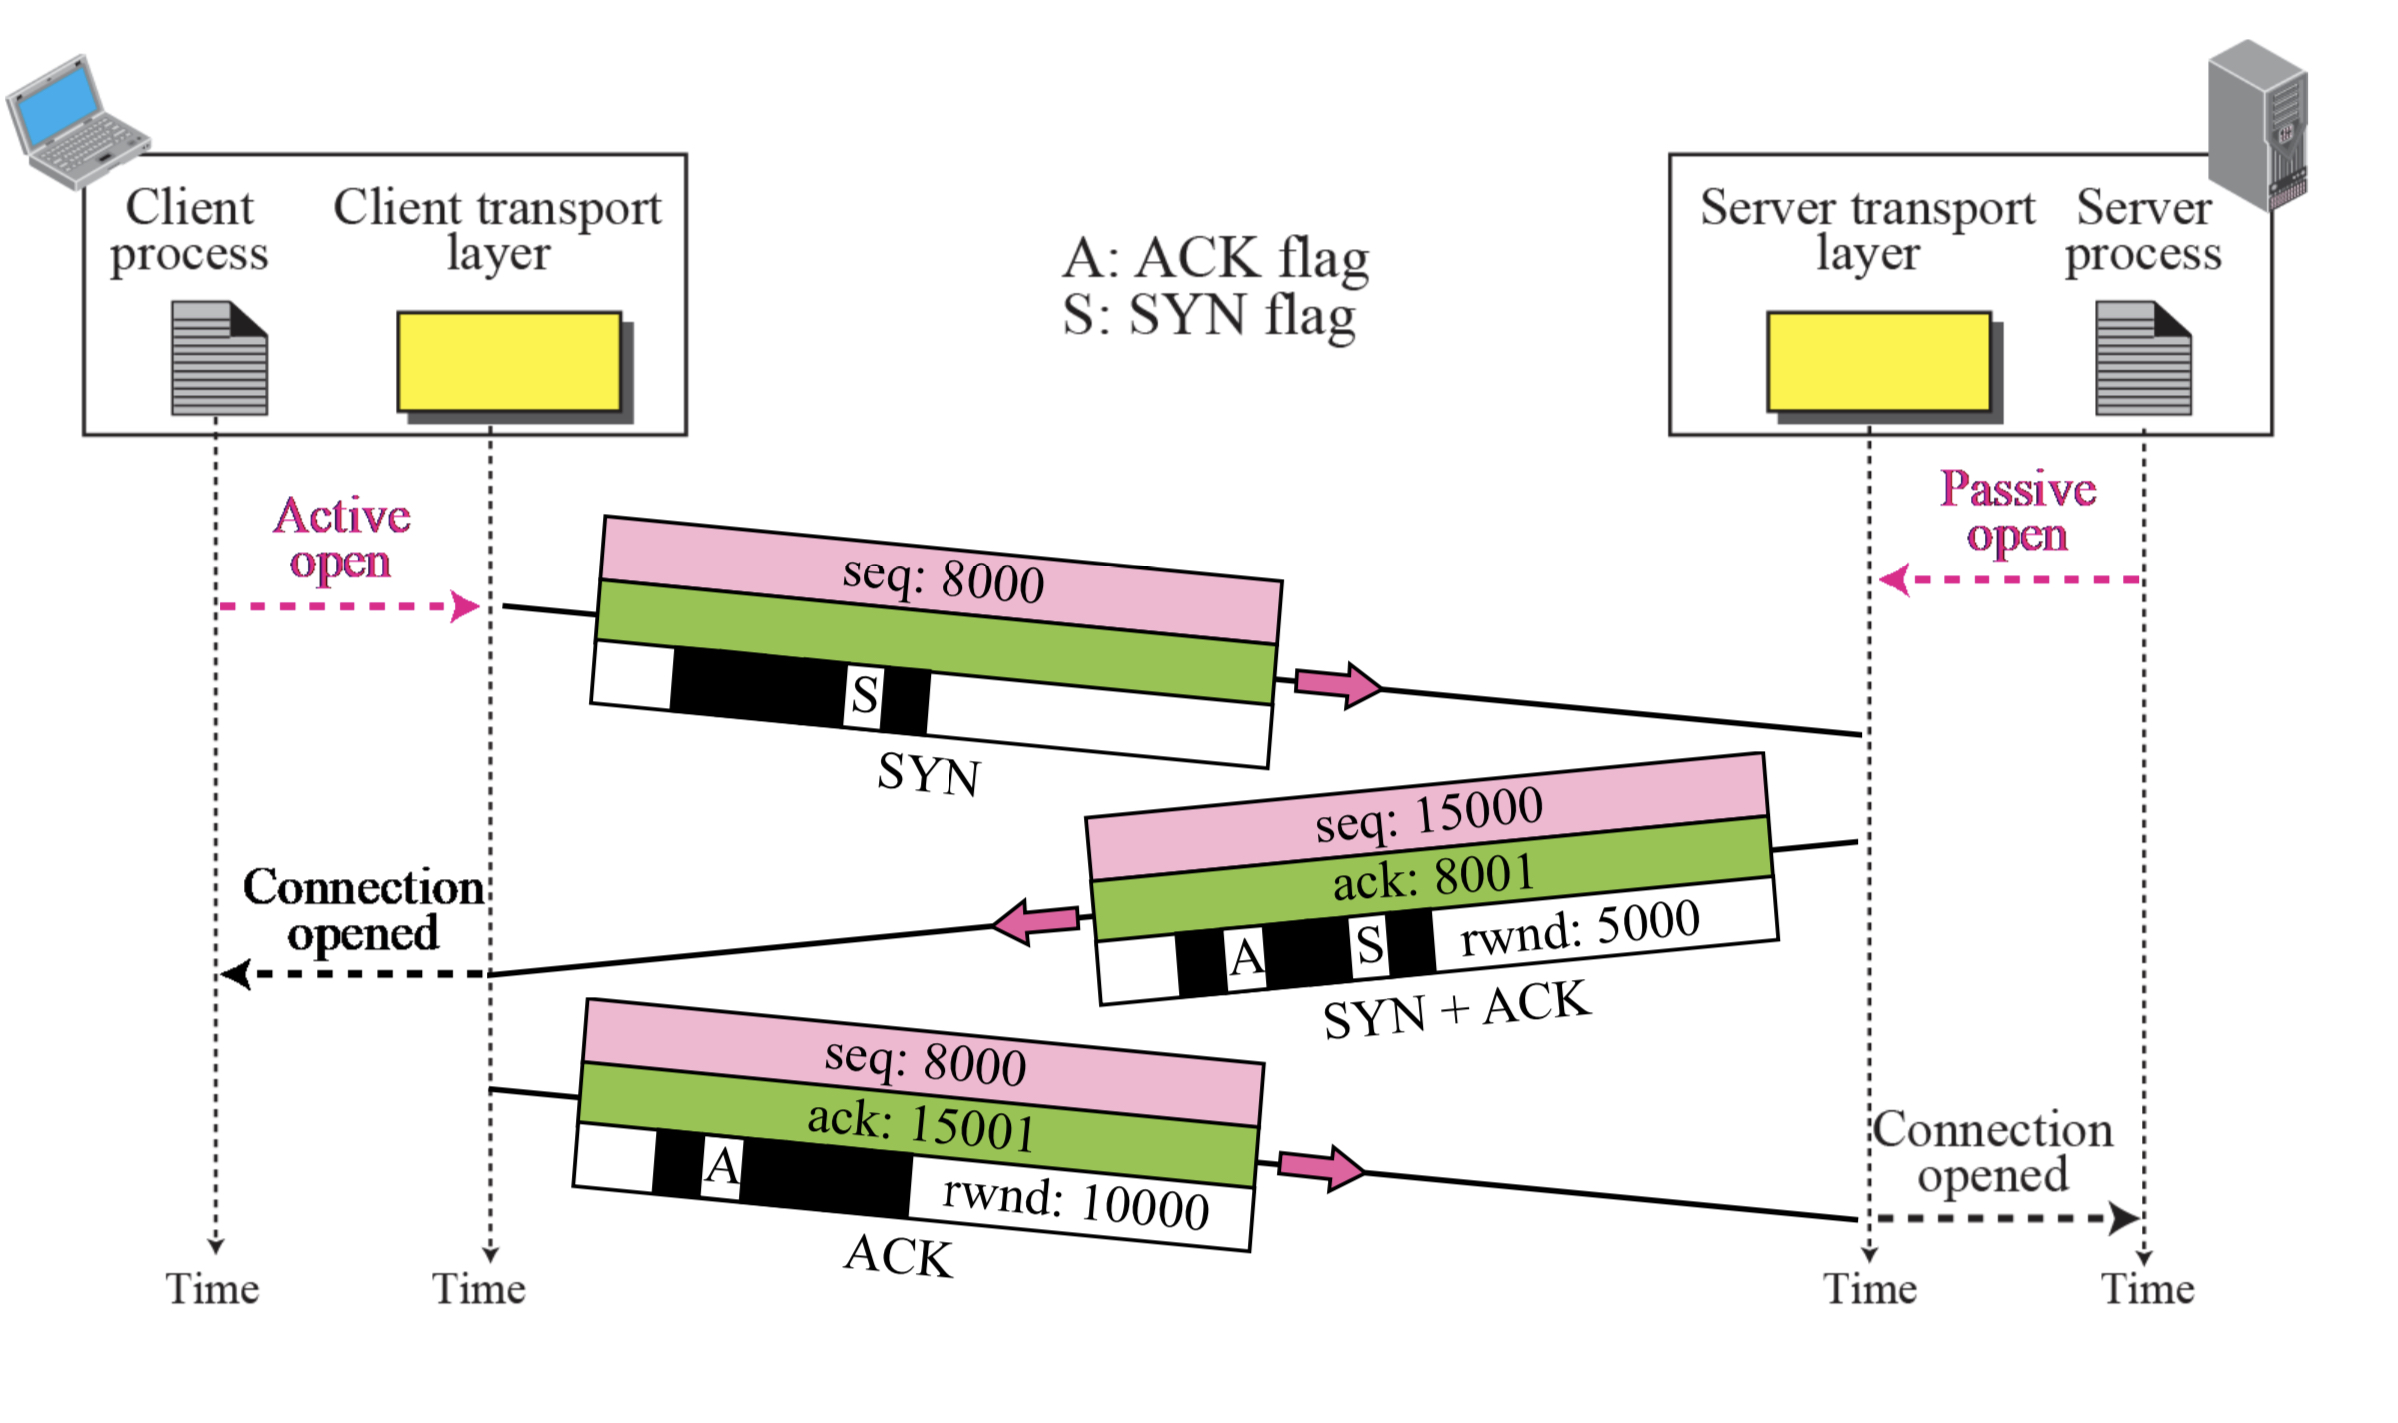 Client
process
Client transport
layer
A: ACK flag
S: SYN flag
Server transport
layer
Server
process
Active
open
Passive
open
seq: 8000
S
SYN
seq: 15000
ack: 8001
A
S
rwnd: 5000
SYN + ACK
Connection
opened
seq: 8000
ack: 15001
A
rwnd: 10000
ACK
Connection
opened
Time
Time
Time
Time